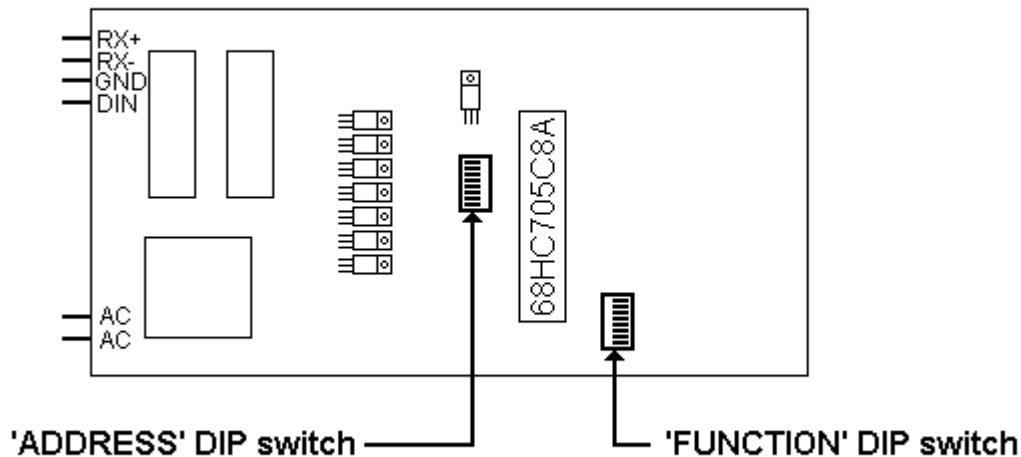 RX+
RX-
GND
DIN
68HC705C8A
AC
AC
'ADDRESS' DIP switch
'FUNCTION' DIP switch